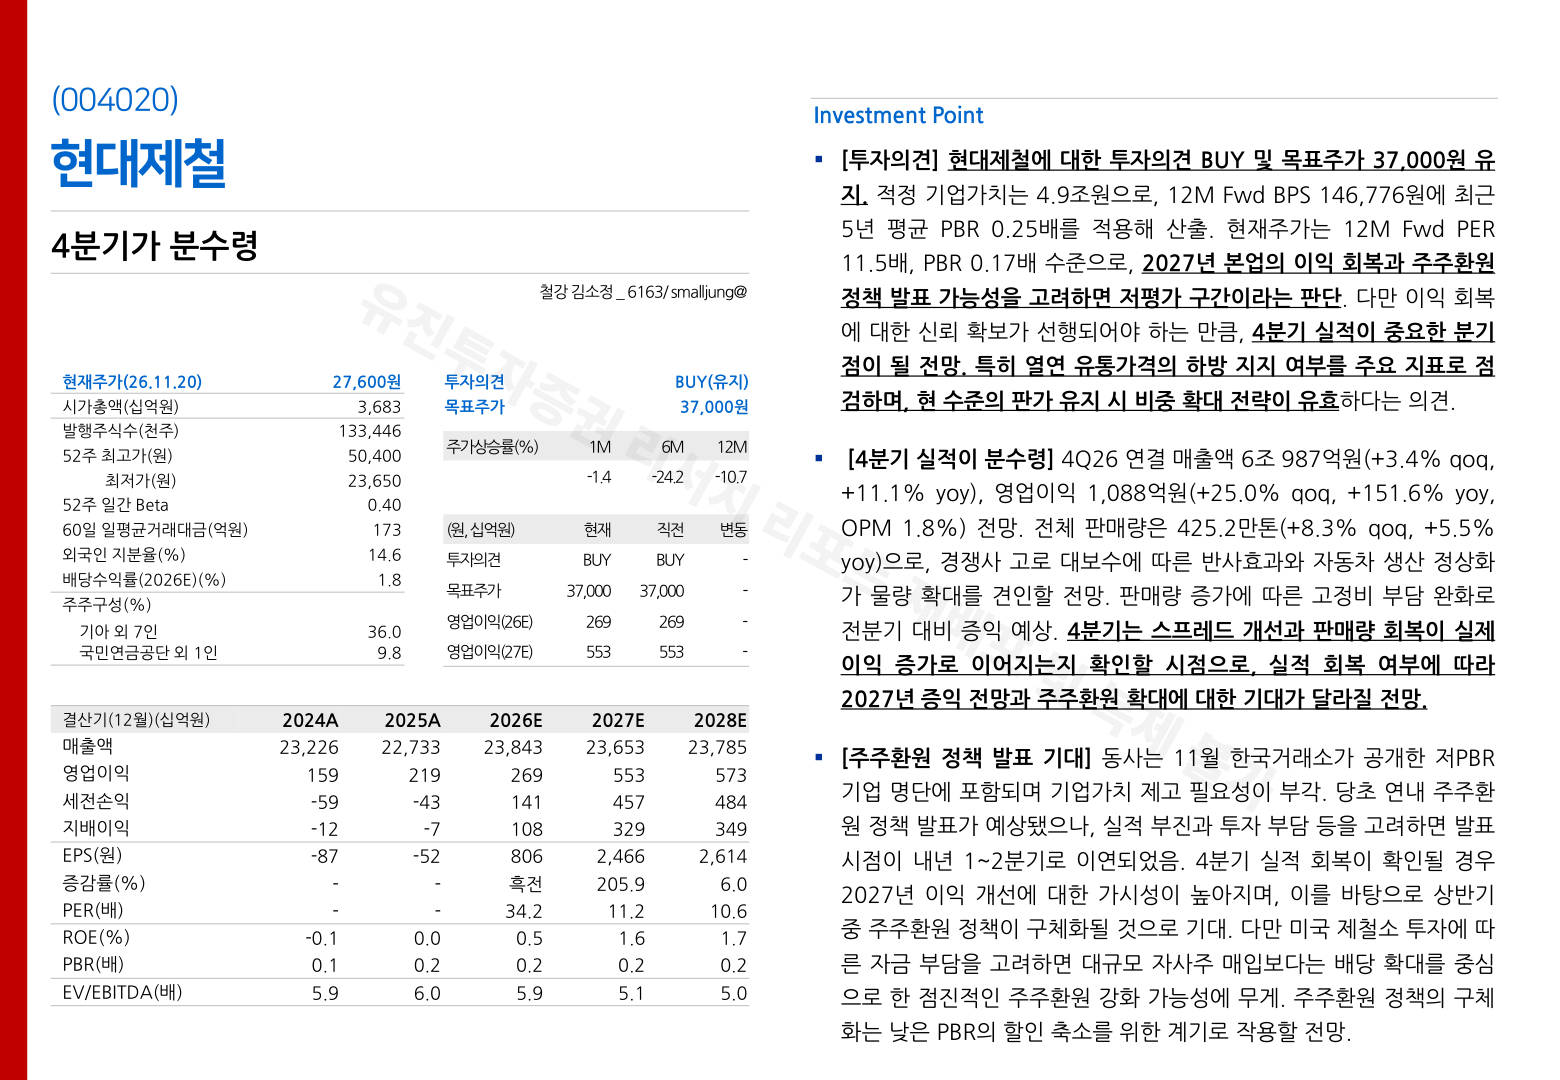 (004020)
현대제철
4분기가 분수령
철강 김소정 _ 6163/ smalljung@
현재주가(26.11.20) 27,600원
시가총액(십억원) 3,683
발행주식수(천주) 133,446
52주 최고가(원) 50,400
최저가(원) 23,650
52주 일간 Beta 0.40
60일 일평균거래대금(억원) 173
외국인 지분율(%) 14.6
배당수익률(2026E)(%) 1.8
주주구성(%)
기아 외 7인 36.0
국민연금공단 외 1인 9.8
투자의견 BUY(유지)
목표주가 37,000원
주가상승률(%) 1M 6M 12M
-1.4 -24.2 -10.7
(원, 십억원) 현재 직전 변동
투자의견 BUY BUY -
목표주가 37,000 37,000 -
영업이익(26E) 269 269 -
영업이익(27E) 553 553 -
결산기(12월)(십억원) 2024A 2025A 2026E 2027E 2028E
매출액 23,226 22,733 23,843 23,653 23,785
영업이익 159 219 269 553 573
세전손익 -59 -43 141 457 484
지배이익 -12 -7 108 329 349
EPS(원) -87 -52 806 2,466 2,614
증감률(%) - - 흑전 205.9 6.0
PER(배) - - 34.2 11.2 10.6
ROE(%) -0.1 0.0 0.5 1.6 1.7
PBR(배) 0.1 0.2 0.2 0.2 0.2
EV/EBITDA(배) 5.9 6.0 5.9 5.1 5.0
Investment Point
▪ [투자의견] 현대제철에 대한 투자의견 BUY 및 목표주가 37,000원 유
지. 적정 기업가치는 4.9조원으로, 12M Fwd BPS 146,776원에 최근
5년 평균 PBR 0.25배를 적용해 산출. 현재주가는 12M Fwd PER
11.5배, PBR 0.17배 수준으로, 2027년 본업의 이익 회복과 주주환원
정책 발표 가능성을 고려하면 저평가 구간이라는 판단. 다만 이익 회복
에 대한 신뢰 확보가 선행되어야 하는 만큼, 4분기 실적이 중요한 분기
점이 될 전망. 특히 열연 유통가격의 하방 지지 여부를 주요 지표로 점
검하며, 현 수준의 판가 유지 시 비중 확대 전략이 유효하다는 의견.
▪ [4분기 실적이 분수령] 4Q26 연결 매출액 6조 987억원(+3.4% qoq,
+11.1% yoy), 영업이익 1,088억원(+25.0% qoq, +151.6% yoy,
OPM 1.8%) 전망. 전체 판매량은 425.2만톤(+8.3% qoq, +5.5%
yoy)으로, 경쟁사 고로 대보수에 따른 반사효과와 자동차 생산 정상화
가 물량 확대를 견인할 전망. 판매량 증가에 따른 고정비 부담 완화로
전분기 대비 증익 예상. 4분기는 스프레드 개선과 판매량 회복이 실제
이익 증가로 이어지는지 확인할 시점으로, 실적 회복 여부에 따라
2027년 증익 전망과 주주환원 확대에 대한 기대가 달라질 전망.
▪ [주주환원 정책 발표 기대] 동사는 11월 한국거래소가 공개한 저PBR
기업 명단에 포함되며 기업가치 제고 필요성이 부각. 당초 연내 주주환
원 정책 발표가 예상됐으나, 실적 부진과 투자 부담 등을 고려하면 발표
시점이 내년 1~2분기로 이연되었음. 4분기 실적 회복이 확인될 경우
2027년 이익 개선에 대한 가시성이 높아지며, 이를 바탕으로 상반기
중 주주환원 정책이 구체화될 것으로 기대. 다만 미국 제철소 투자에 따
른 자금 부담을 고려하면 대규모 자사주 매입보다는 배당 확대를 중심
으로 한 점진적인 주주환원 강화 가능성에 무게. 주주환원 정책의 구체
화는 낮은 PBR의 할인 축소를 위한 계기로 작용할 전망.
유진투자증권 리서치 리포트